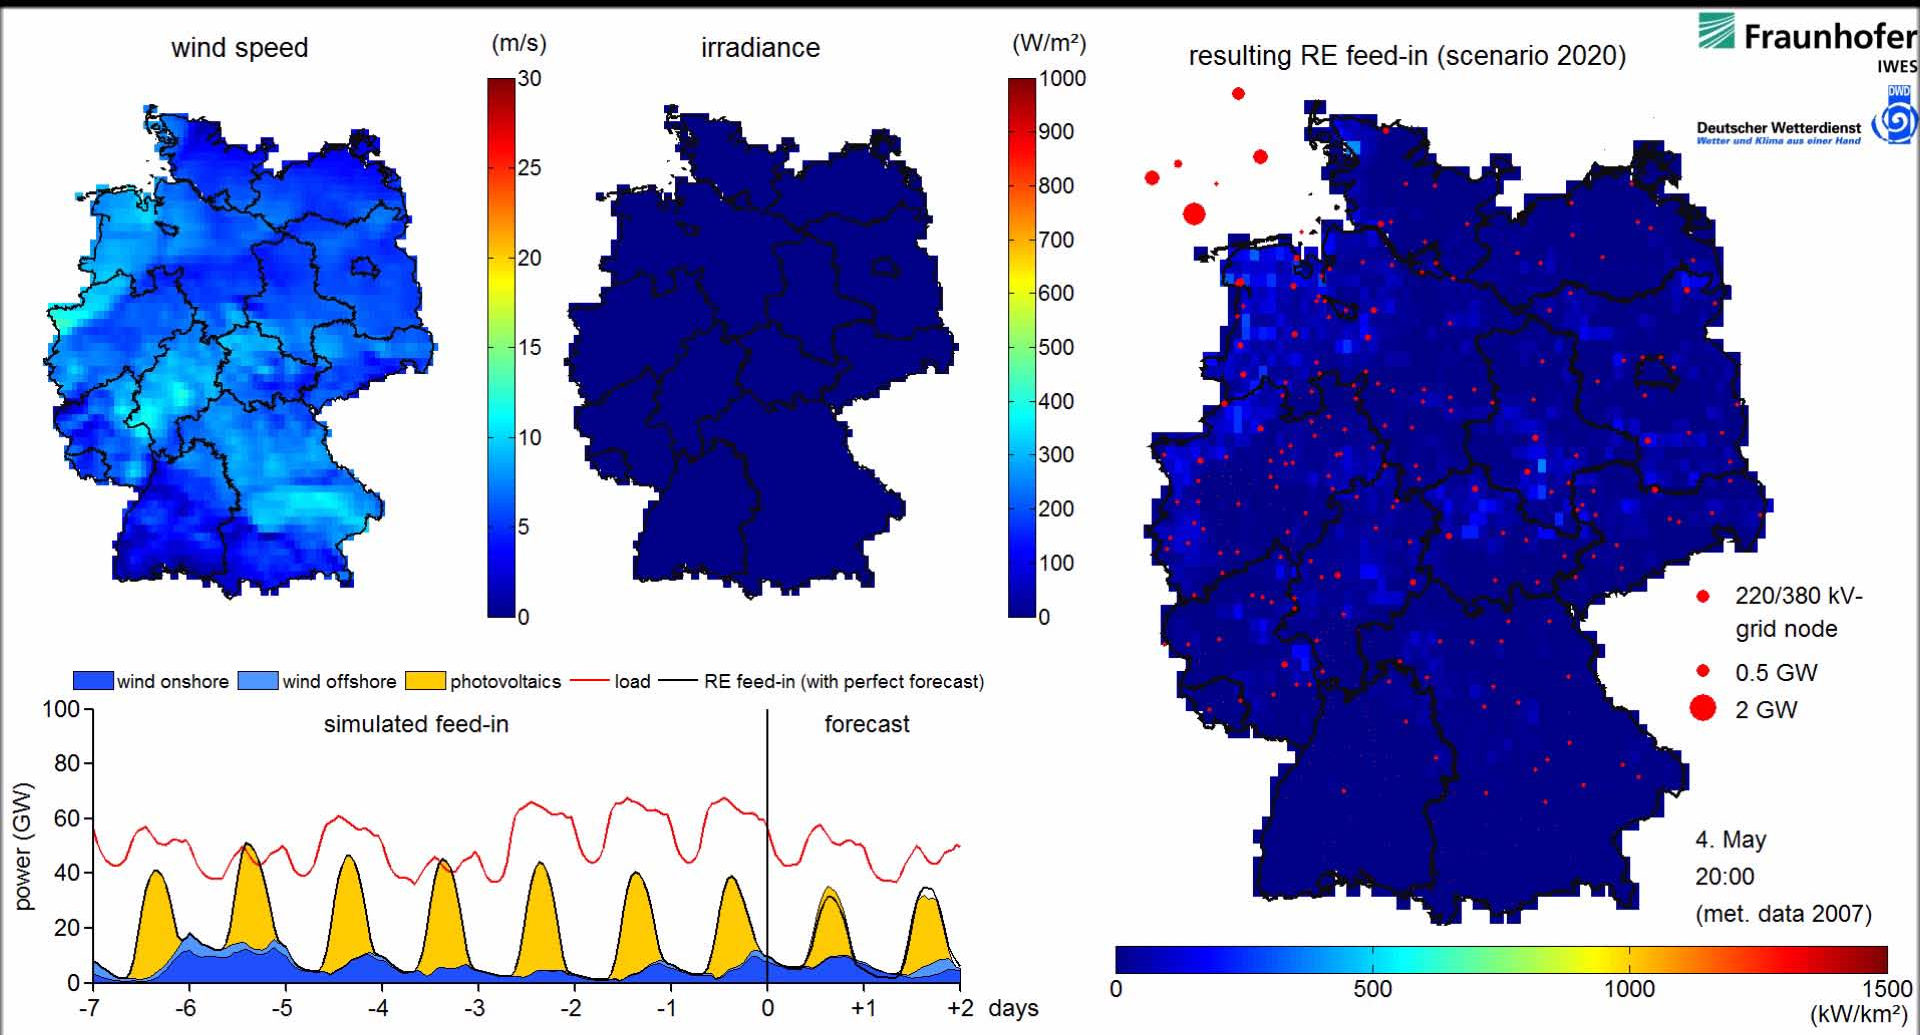 wind speed
(m/s)
30
25
20
15
10
5
0
irradiance
(W/m²)
1000
900
800
700
600
500
400
300
200
100
0
resulting RE feed-in (scenario 2020)
Fraunhofer
IWES
DWD
Deutscher Wetterdienst
Wetter und Klima aus einer Hand
220/380 kV-
grid node
0.5 GW
2 GW
4. May
20:00
(met. data 2007)
0 500 1000 1500
(kW/km²)
wind onshore wind offshore photovoltaics load RE feed-in (with perfect forecast)
simulated feed-in forecast
power (GW)
100
80
60
40
20
0
-7 -6 -5 -4 -3 -2 -1 0 +1 +2 days